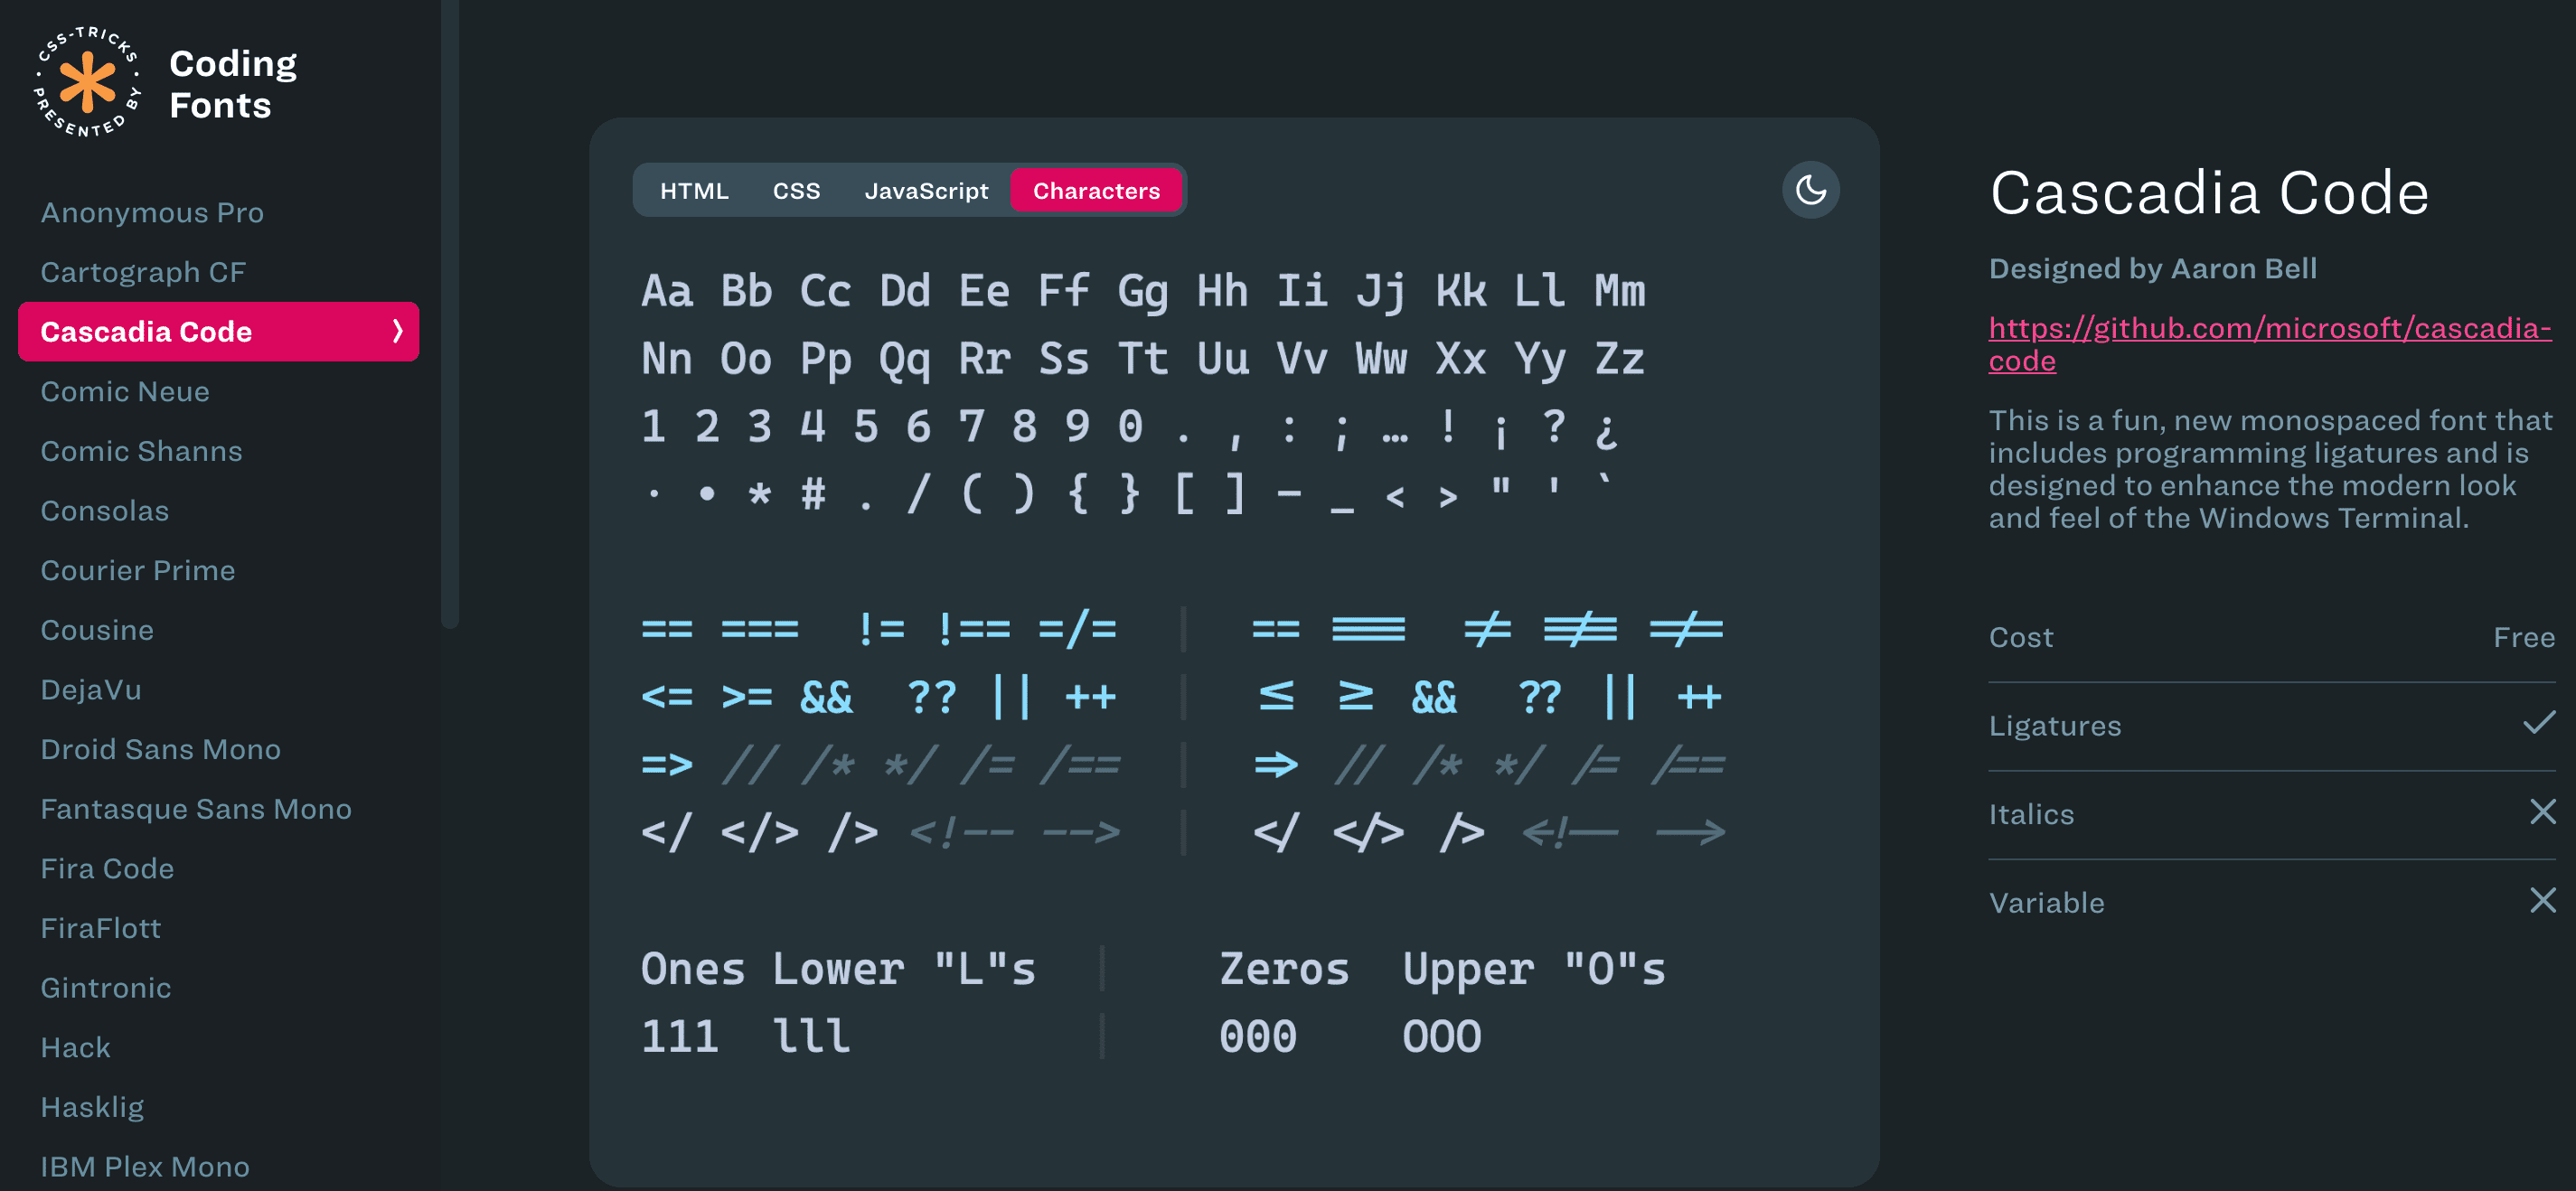 CSS-TRICKS
PRESENTED BY
Coding
Fonts
Anonymous Pro
Cartograph CF
Cascadia Code
Comic Neue
Comic Shanns
Consolas
Courier Prime
Cousine
DejaVu
Droid Sans Mono
Fantasque Sans Mono
Fira Code
FiraFlott
Gintronic
Hack
Hasklig
IBM Plex Mono
HTML CSS JavaScript Characters
Aa Bb Cc Dd Ee Ff Gg Hh Ii Jj Kk Ll Mm
Nn Oo Pp Qq Rr Ss Tt Uu Vv Ww Xx Yy Zz
1 2 3 4 5 6 7 8 9 0 . , : ; … ! ¡ ? ¿
· • * # . / ( ) { } [ ] - _ < > " ' `
== === != !== =/= | == === != !== =/=
<= >= && ?? || ++ | <= >= && ?? || ++
=> // /* */ /= /== | => // /* */ /= /==
</ </> /> <!-- --> | </ </> /> <!-- -->
Ones Lower "L"s | Zeros Upper "O"s
111 lll | 000 OOO
Cascadia Code
Designed by Aaron Bell
https://github.com/microsoft/cascadia-
code
This is a fun, new monospaced font that
includes programming ligatures and is
designed to enhance the modern look
and feel of the Windows Terminal.
Cost Free
Ligatures ✓
Italics ✕
Variable ✕